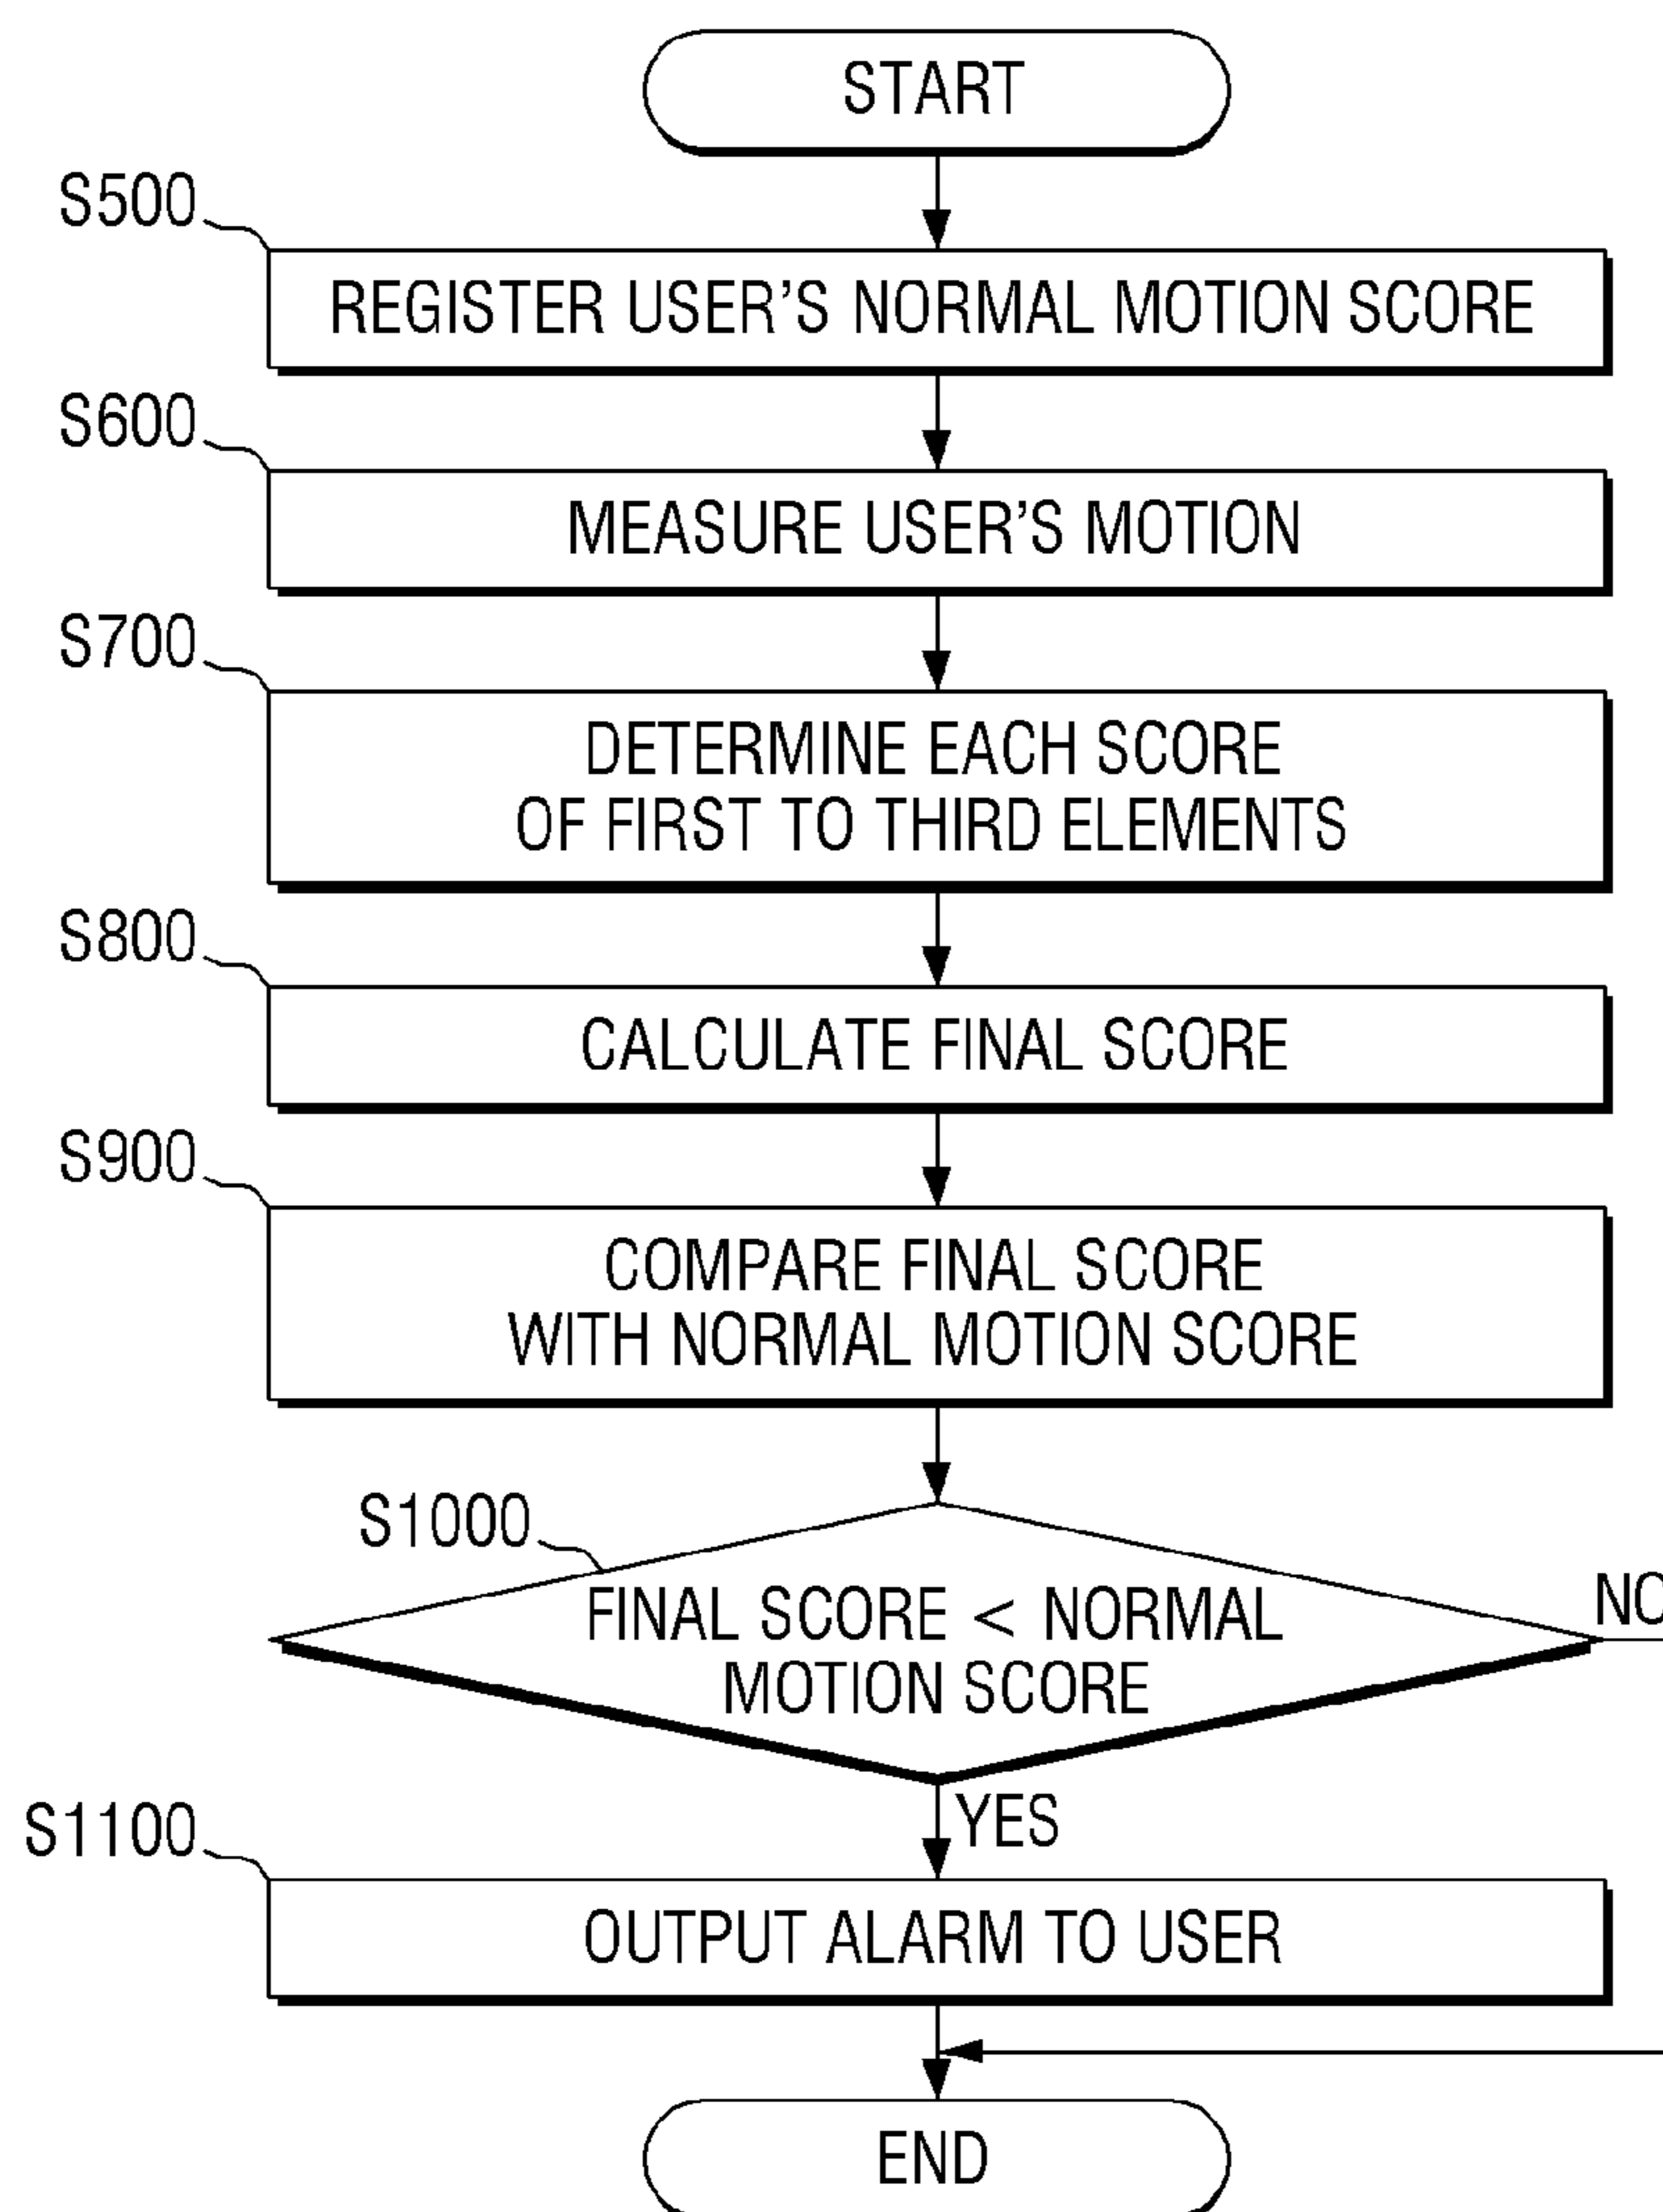 START
S500
REGISTER USER'S NORMAL MOTION SCORE
S600
MEASURE USER'S MOTION
S700
DETERMINE EACH SCORE
OF FIRST TO THIRD ELEMENTS
S800
CALCULATE FINAL SCORE
S900
COMPARE FINAL SCORE
WITH NORMAL MOTION SCORE
S1000
FINAL SCORE < NORMAL
MOTION SCORE
NO
YES
S1100
OUTPUT ALARM TO USER
END